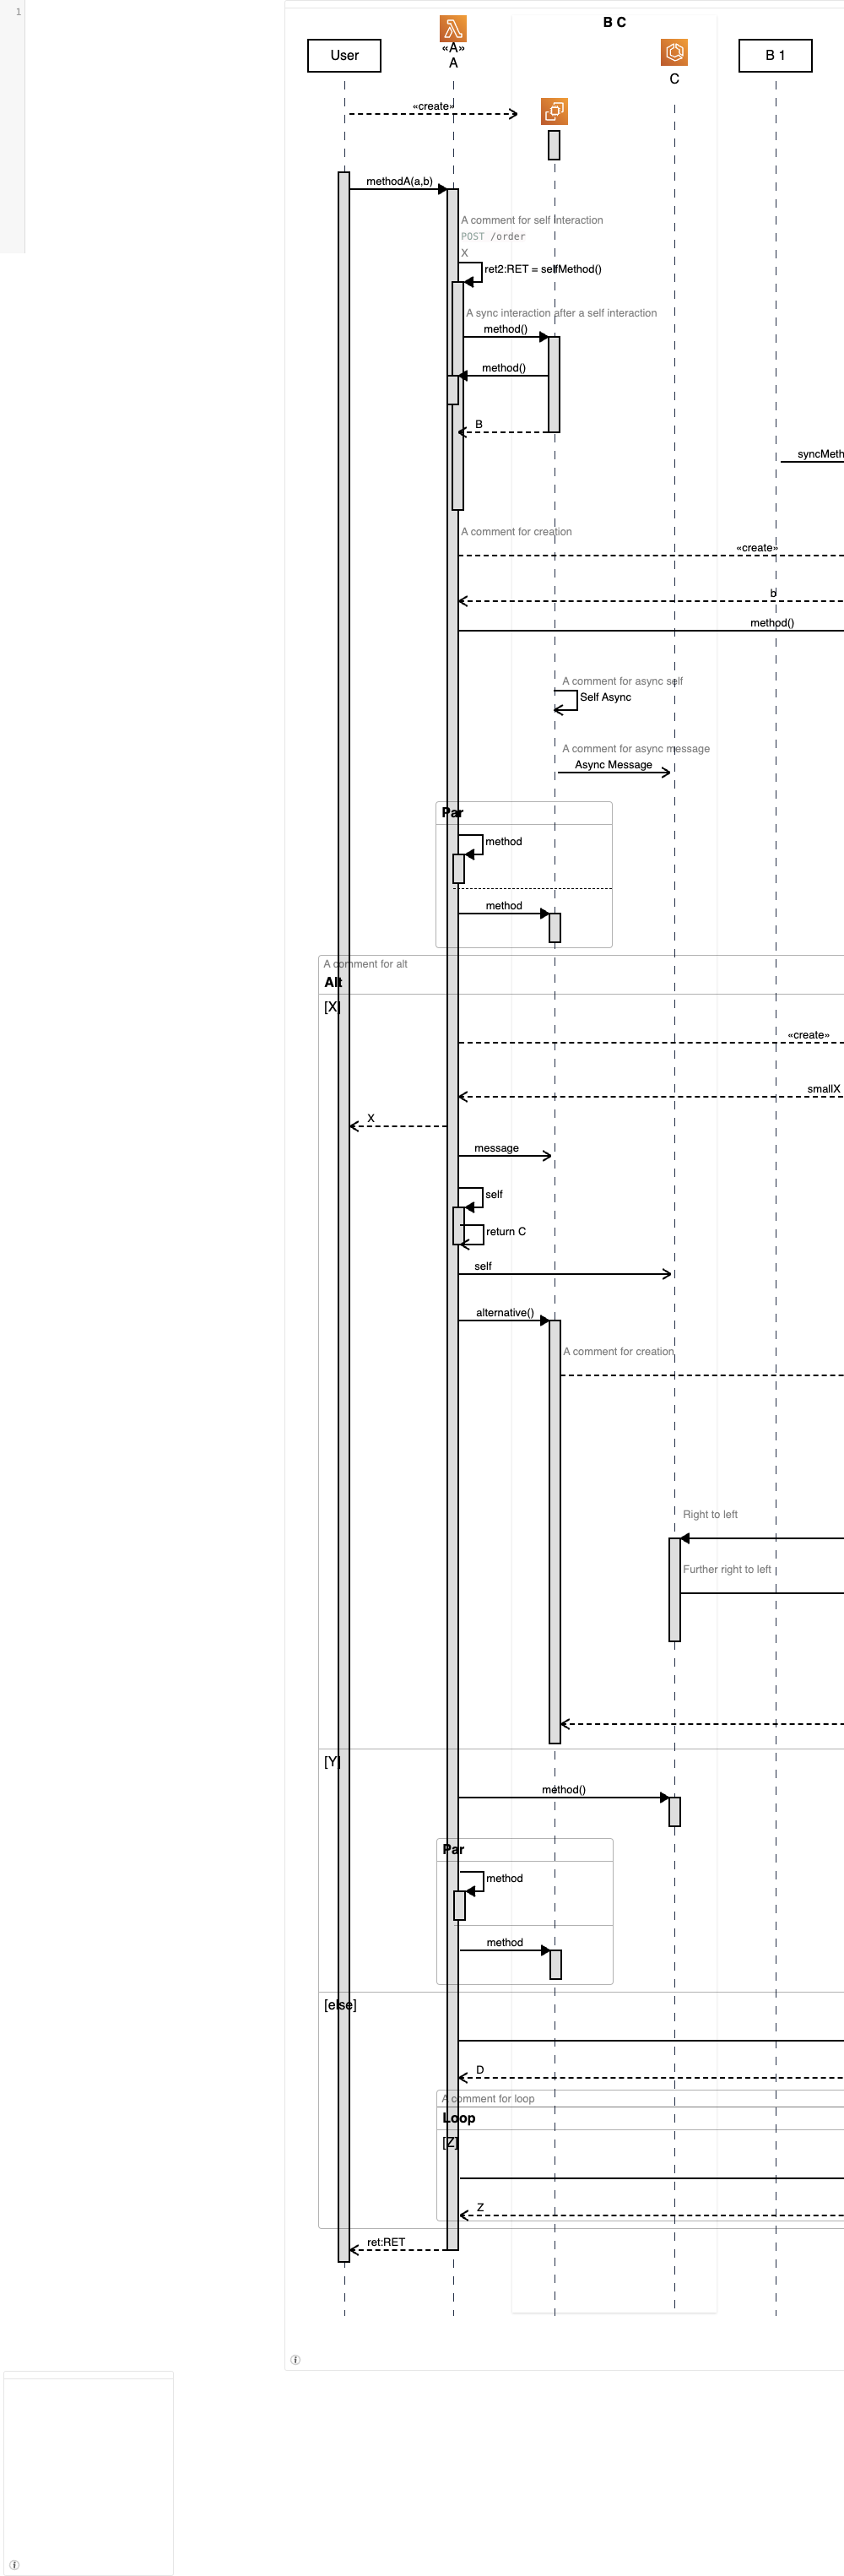 1
B C
«A»
User
A
C
B 1
«create»
methodA(a,b)
A comment for self interaction
POST /order
X
ret2:RET = selfMethod()
A sync interaction after a self interaction
method()
method()
B
syncMeth
A comment for creation
«create»
b
method()
A comment for async self
Self Async
A comment for async message
Async Message
Par
method
method
A comment for alt
Alt
[X]
«create»
smallX
X
message
self
return C
self
alternative()
A comment for creation
Right to left
Further right to left
[Y]
method()
Par
method
method
[else]
D
A comment for loop
Loop
[Z]
Z
ret:RET